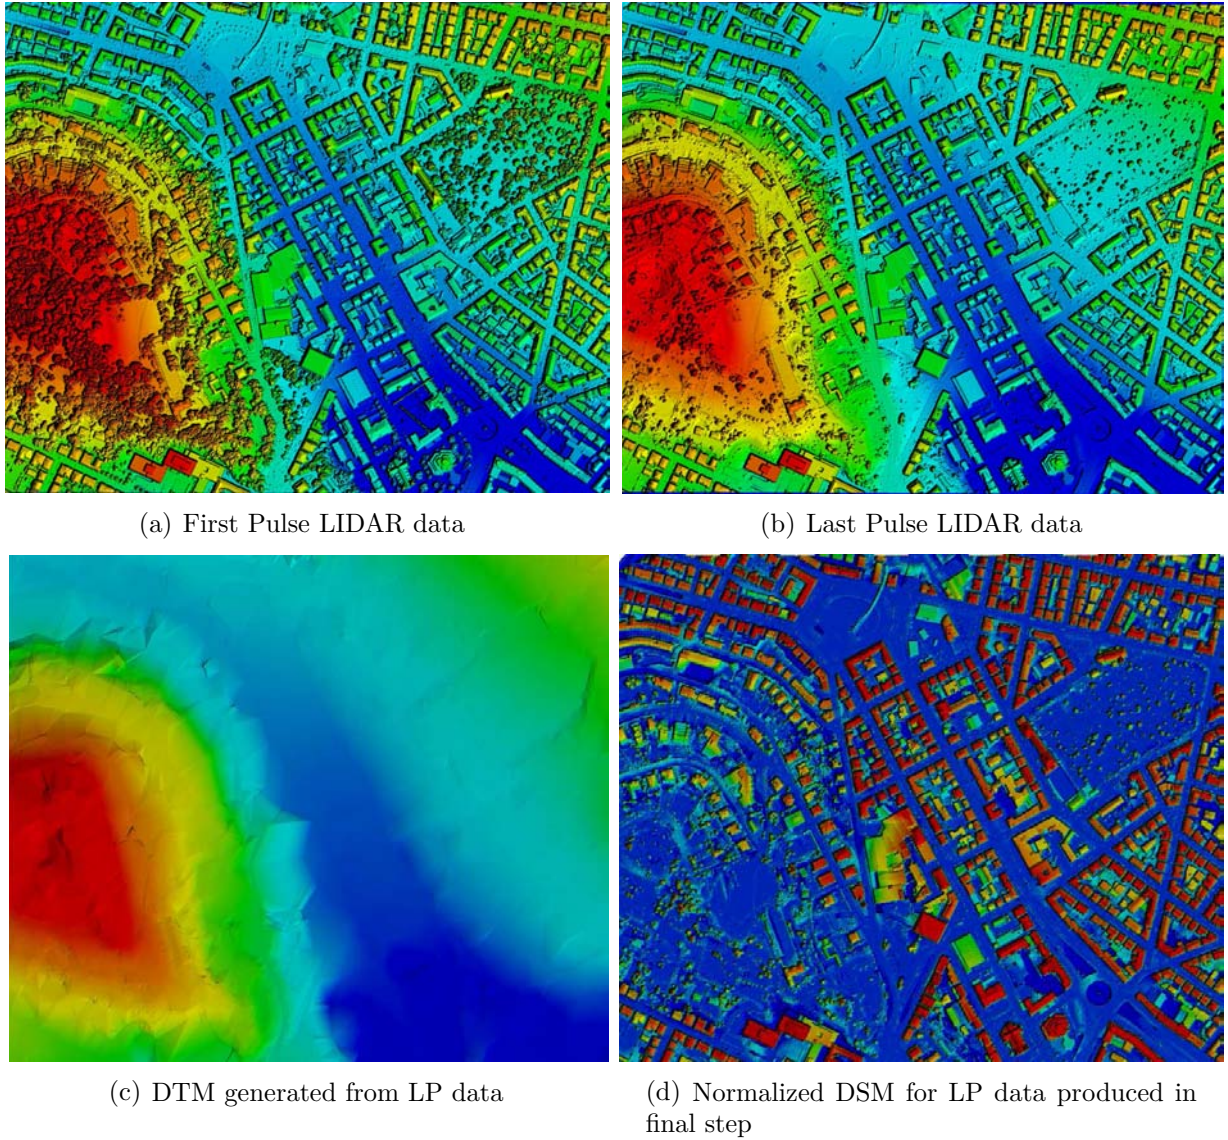 (a) First Pulse LIDAR data
(b) Last Pulse LIDAR data
(c) DTM generated from LP data
(d) Normalized DSM for LP data produced in
final step